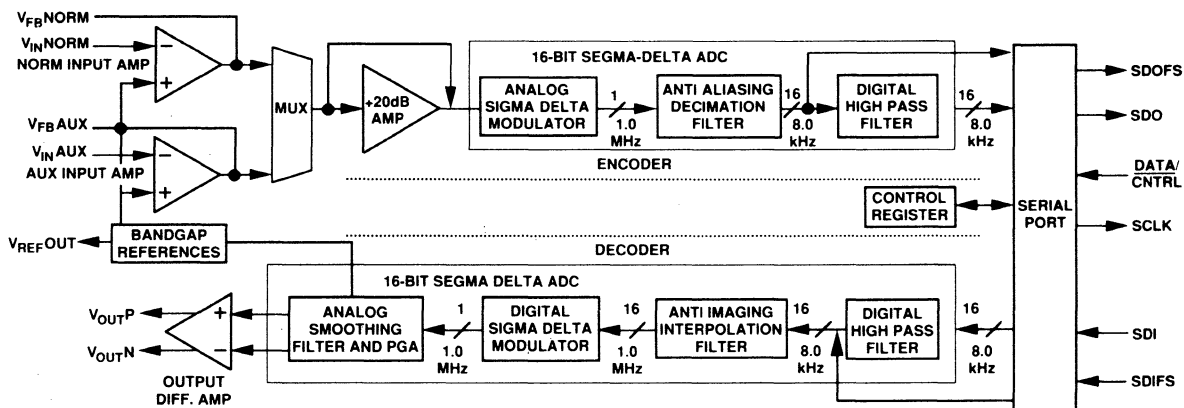 VFBNORM
VINNORM
NORM INPUT AMP
VFBAUX
VINAUX
AUX INPUT AMP
−
+
−
+
MUX
+20dB
AMP
16-BIT SEGMA-DELTA ADC
ANALOG
SIGMA DELTA
MODULATOR
1
1.0
MHz
ANTI ALIASING
DECIMATION
FILTER
16
8.0
kHz
DIGITAL
HIGH PASS
FILTER
16
8.0
kHz
ENCODER
CONTROL
REGISTER
SERIAL
PORT
SDOFS
SDO
DATA/
CNTRL
SCLK
SDI
SDIFS
VREFOUT
BANDGAP
REFERENCES
DECODER
16-BIT SEGMA DELTA ADC
VOUTP
VOUTN
+
−
OUTPUT
DIFF. AMP
ANALOG
SMOOTHING
FILTER AND PGA
1
1.0
MHz
DIGITAL
SIGMA DELTA
MODULATOR
16
1.0
MHz
ANTI IMAGING
INTERPOLATION
FILTER
16
8.0
kHz
DIGITAL
HIGH PASS
FILTER
16
8.0
kHz